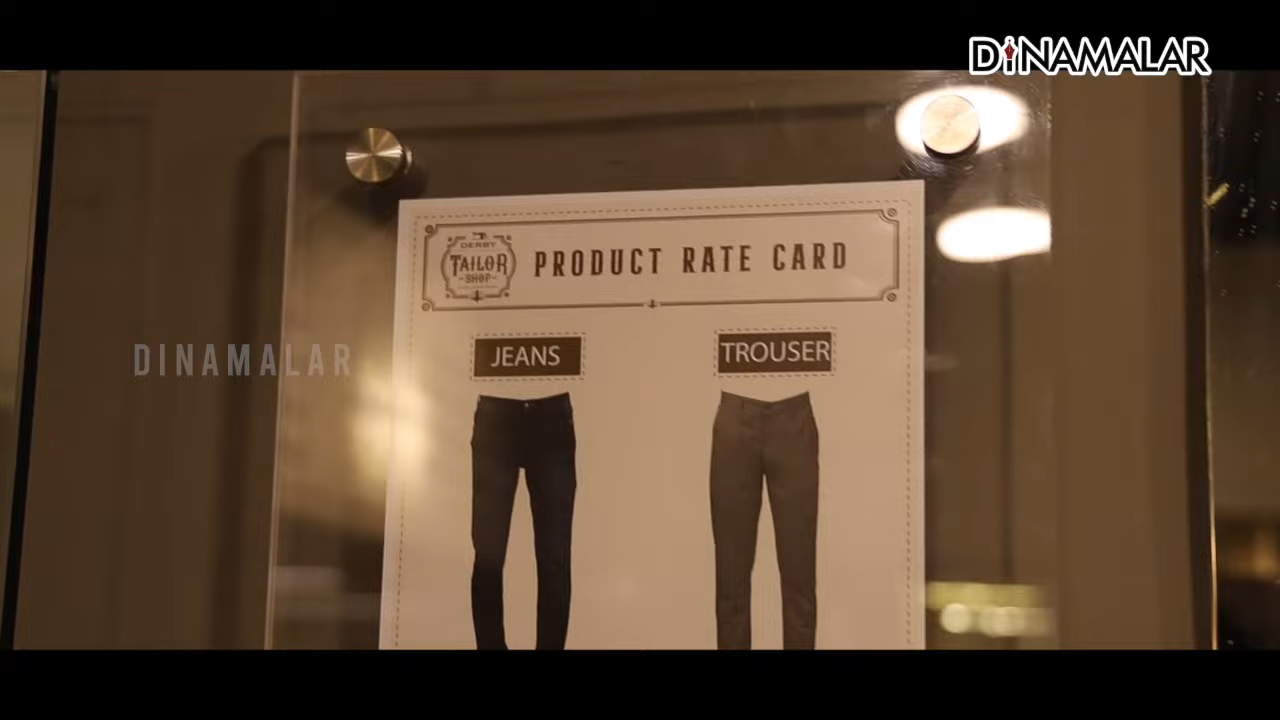 DINAMALAR
DERBY
TAILOR
SHOP
PRODUCT RATE CARD
JEANS
TROUSER
DINAMALAR